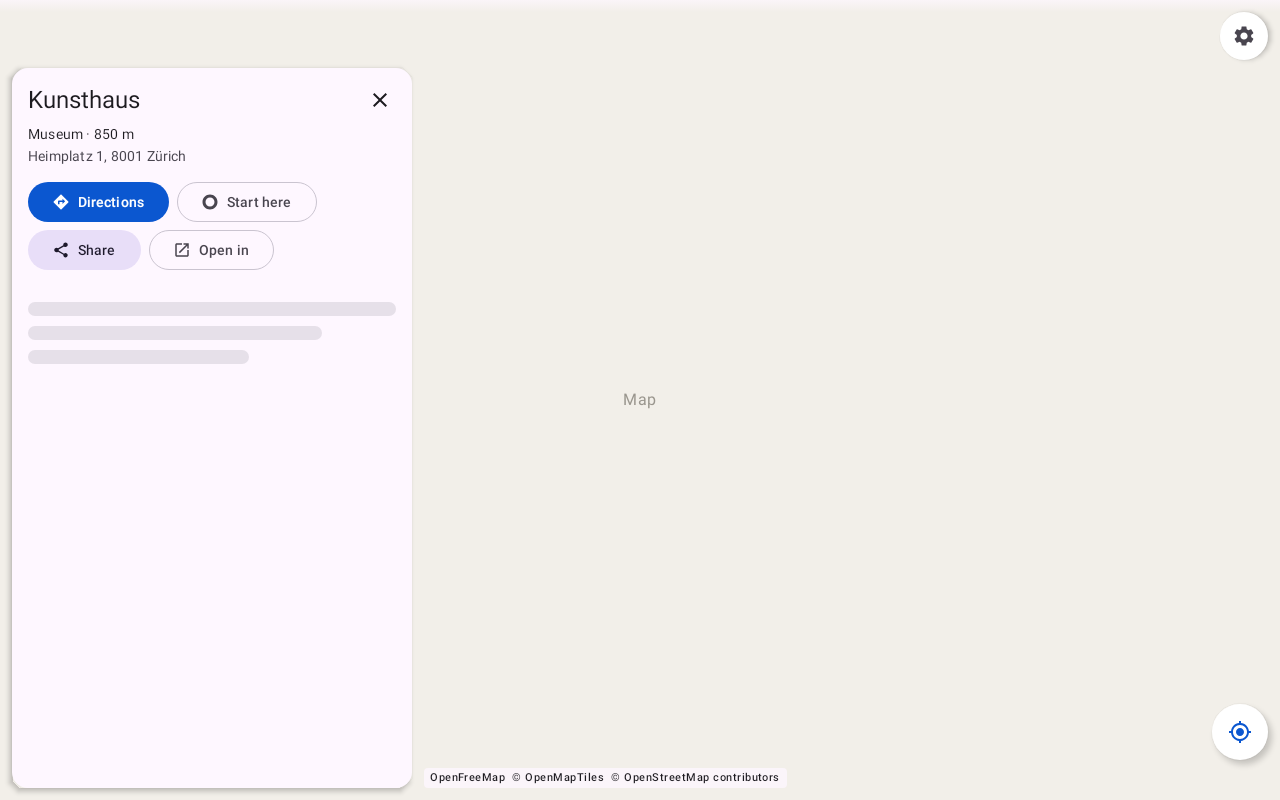 Kunsthaus
Museum · 850 m
Heimplatz 1, 8001 Zürich
Directions
Start here
Share
Open in
Map
OpenFreeMap © OpenMapTiles © OpenStreetMap contributors